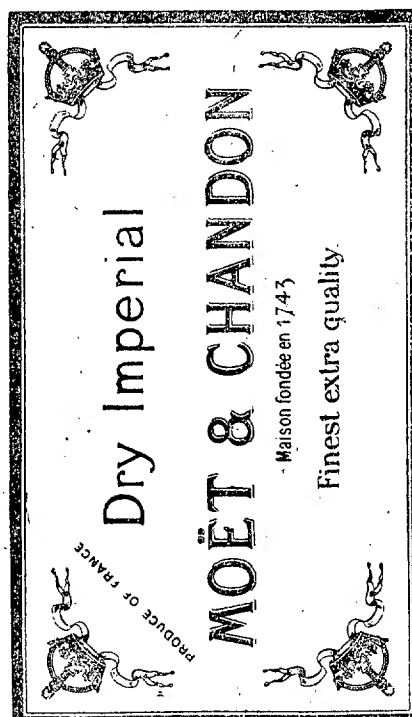 PRODUCE OF FRANCE
Dry Imperial
MOËT & CHANDON
Maison fondée en 1743
Finest extra quality